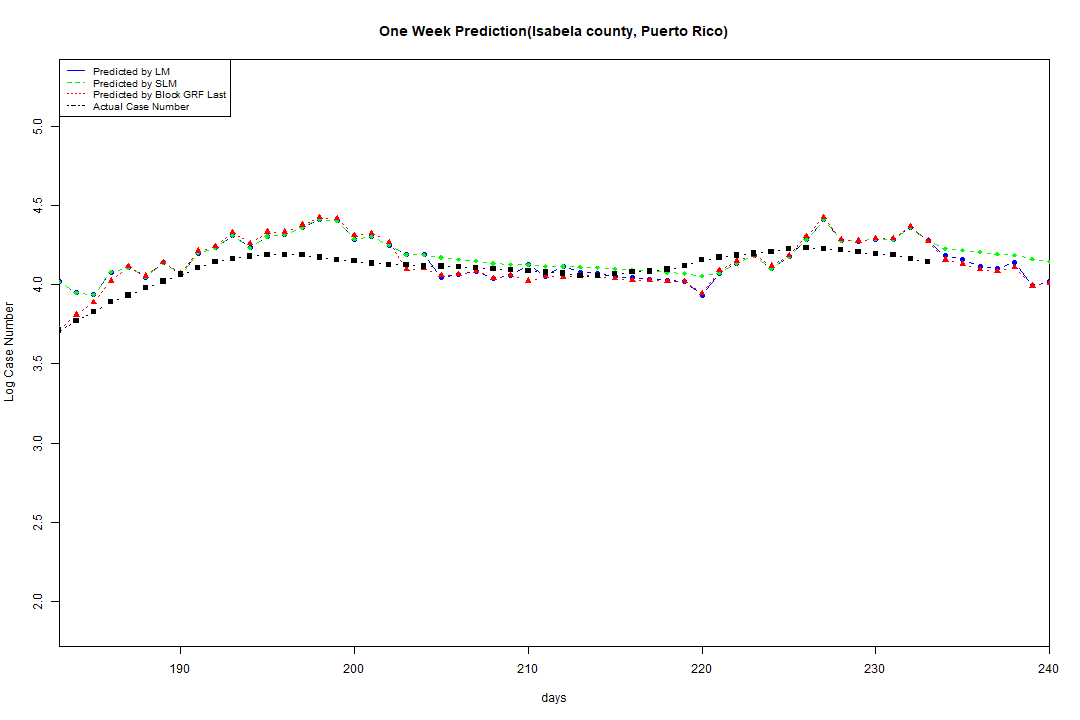 One Week Prediction(Isabela county, Puerto Rico)
Predicted by LM
Predicted by SLM
Predicted by Block GRF Last
Actual Case Number
5.0
4.5
4.0
3.5
3.0
2.5
2.0
Log Case Number
190 200 210 220 230 240
days